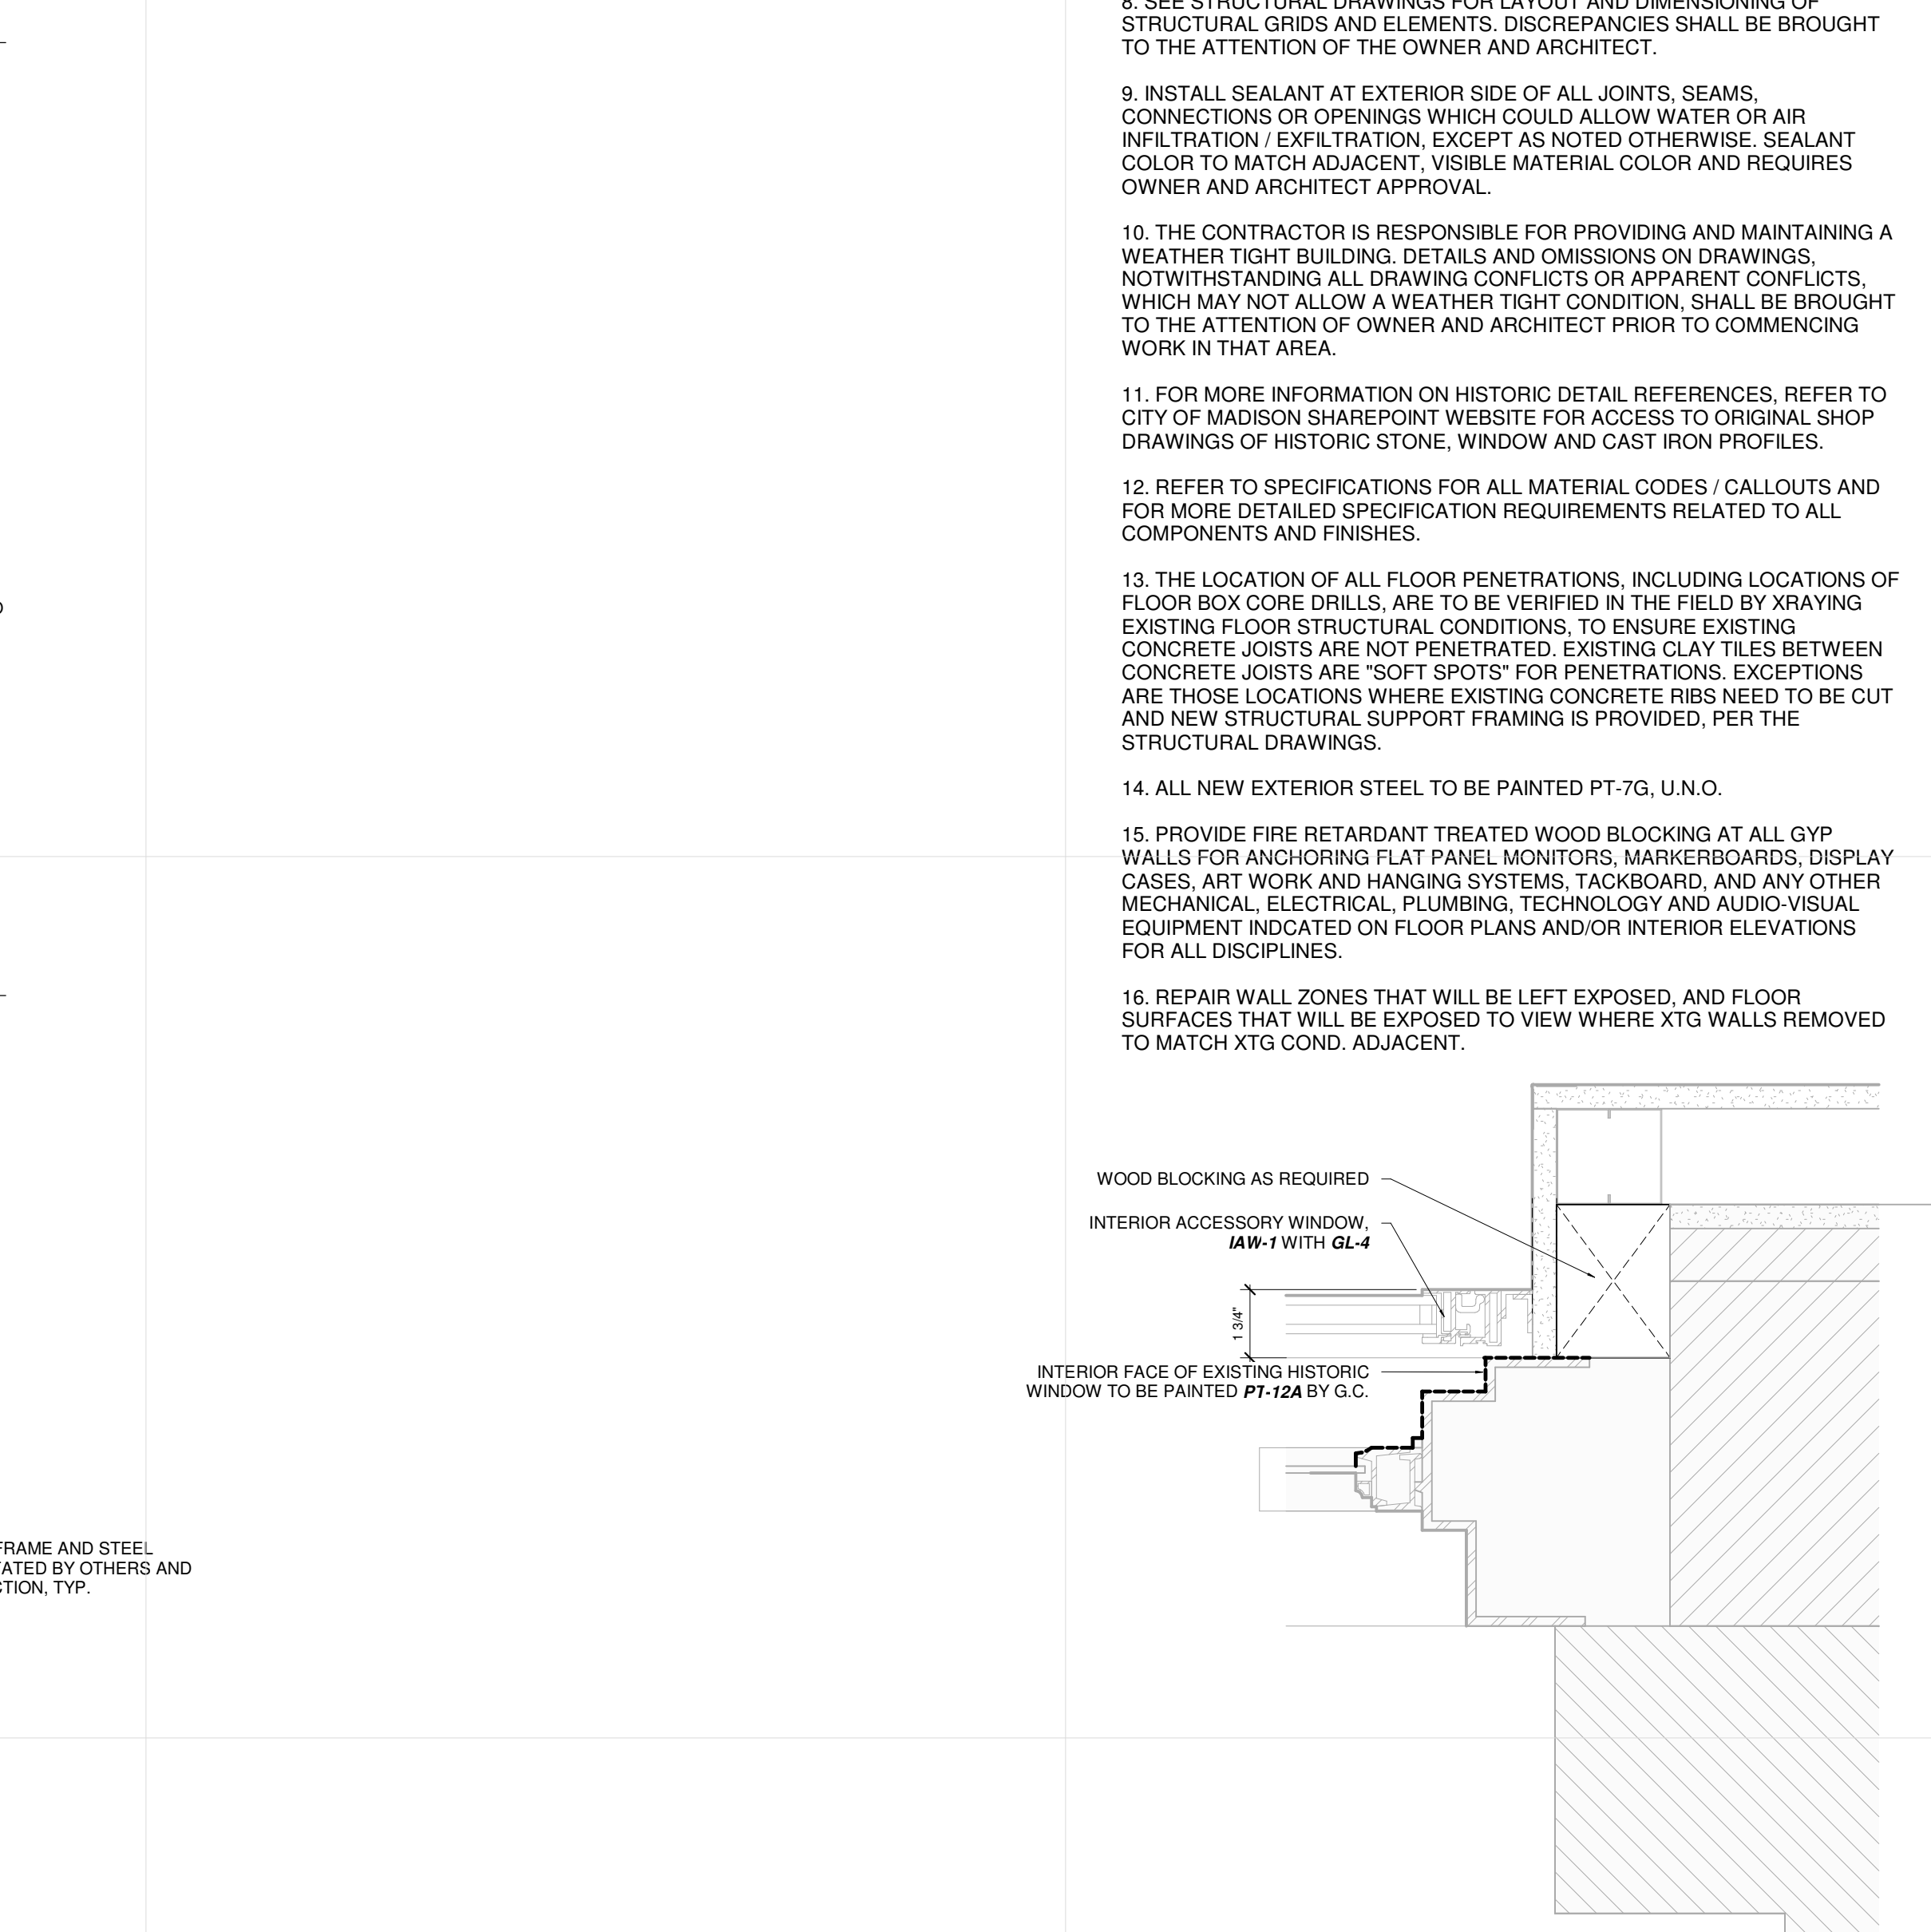 8. SEE STRUCTURAL DRAWINGS FOR LAYOUT AND DIMENSIONING OF
STRUCTURAL GRIDS AND ELEMENTS. DISCREPANCIES SHALL BE BROUGHT
TO THE ATTENTION OF THE OWNER AND ARCHITECT.
9. INSTALL SEALANT AT EXTERIOR SIDE OF ALL JOINTS, SEAMS,
CONNECTIONS OR OPENINGS WHICH COULD ALLOW WATER OR AIR
INFILTRATION / EXFILTRATION, EXCEPT AS NOTED OTHERWISE. SEALANT
COLOR TO MATCH ADJACENT, VISIBLE MATERIAL COLOR AND REQUIRES
OWNER AND ARCHITECT APPROVAL.
10. THE CONTRACTOR IS RESPONSIBLE FOR PROVIDING AND MAINTAINING A
WEATHER TIGHT BUILDING. DETAILS AND OMISSIONS ON DRAWINGS,
NOTWITHSTANDING ALL DRAWING CONFLICTS OR APPARENT CONFLICTS,
WHICH MAY NOT ALLOW A WEATHER TIGHT CONDITION, SHALL BE BROUGHT
TO THE ATTENTION OF OWNER AND ARCHITECT PRIOR TO COMMENCING
WORK IN THAT AREA.
11. FOR MORE INFORMATION ON HISTORIC DETAIL REFERENCES, REFER TO
CITY OF MADISON SHAREPOINT WEBSITE FOR ACCESS TO ORIGINAL SHOP
DRAWINGS OF HISTORIC STONE, WINDOW AND CAST IRON PROFILES.
12. REFER TO SPECIFICATIONS FOR ALL MATERIAL CODES / CALLOUTS AND
FOR MORE DETAILED SPECIFICATION REQUIREMENTS RELATED TO ALL
COMPONENTS AND FINISHES.
13. THE LOCATION OF ALL FLOOR PENETRATIONS, INCLUDING LOCATIONS OF
FLOOR BOX CORE DRILLS, ARE TO BE VERIFIED IN THE FIELD BY XRAYING
EXISTING FLOOR STRUCTURAL CONDITIONS, TO ENSURE EXISTING
CONCRETE JOISTS ARE NOT PENETRATED. EXISTING CLAY TILES BETWEEN
CONCRETE JOISTS ARE "SOFT SPOTS" FOR PENETRATIONS. EXCEPTIONS
ARE THOSE LOCATIONS WHERE EXISTING CONCRETE RIBS NEED TO BE CUT
AND NEW STRUCTURAL SUPPORT FRAMING IS PROVIDED, PER THE
STRUCTURAL DRAWINGS.
14. ALL NEW EXTERIOR STEEL TO BE PAINTED PT-7G, U.N.O.
15. PROVIDE FIRE RETARDANT TREATED WOOD BLOCKING AT ALL GYP
WALLS FOR ANCHORING FLAT PANEL MONITORS, MARKERBOARDS, DISPLAY
CASES, ART WORK AND HANGING SYSTEMS, TACKBOARD, AND ANY OTHER
MECHANICAL, ELECTRICAL, PLUMBING, TECHNOLOGY AND AUDIO-VISUAL
EQUIPMENT INDCATED ON FLOOR PLANS AND/OR INTERIOR ELEVATIONS
FOR ALL DISCIPLINES.
16. REPAIR WALL ZONES THAT WILL BE LEFT EXPOSED, AND FLOOR
SURFACES THAT WILL BE EXPOSED TO VIEW WHERE XTG WALLS REMOVED
TO MATCH XTG COND. ADJACENT.
WOOD BLOCKING AS REQUIRED
INTERIOR ACCESSORY WINDOW,
IAW-1 WITH GL-4
1 3/4"
INTERIOR FACE OF EXISTING HISTORIC
WINDOW TO BE PAINTED PT-12A BY G.C.
FRAME AND STEEL
ATED BY OTHERS AND
CTION, TYP.